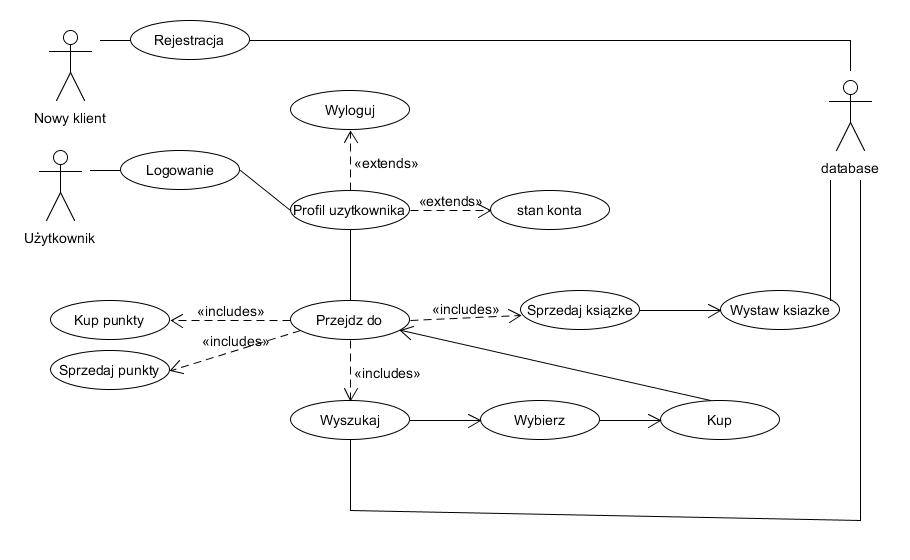 Rejestracja
Nowy klient
Wyloguj
«extends»
database
Logowanie
Profil uzytkownika
«extends»
stan konta
Użytkownik
Kup punkty
«includes»
Przejdz do
«includes»
Sprzedaj ksiązke
Wystaw ksiazke
«includes»
Sprzedaj punkty
«includes»
Wyszukaj
Wybierz
Kup